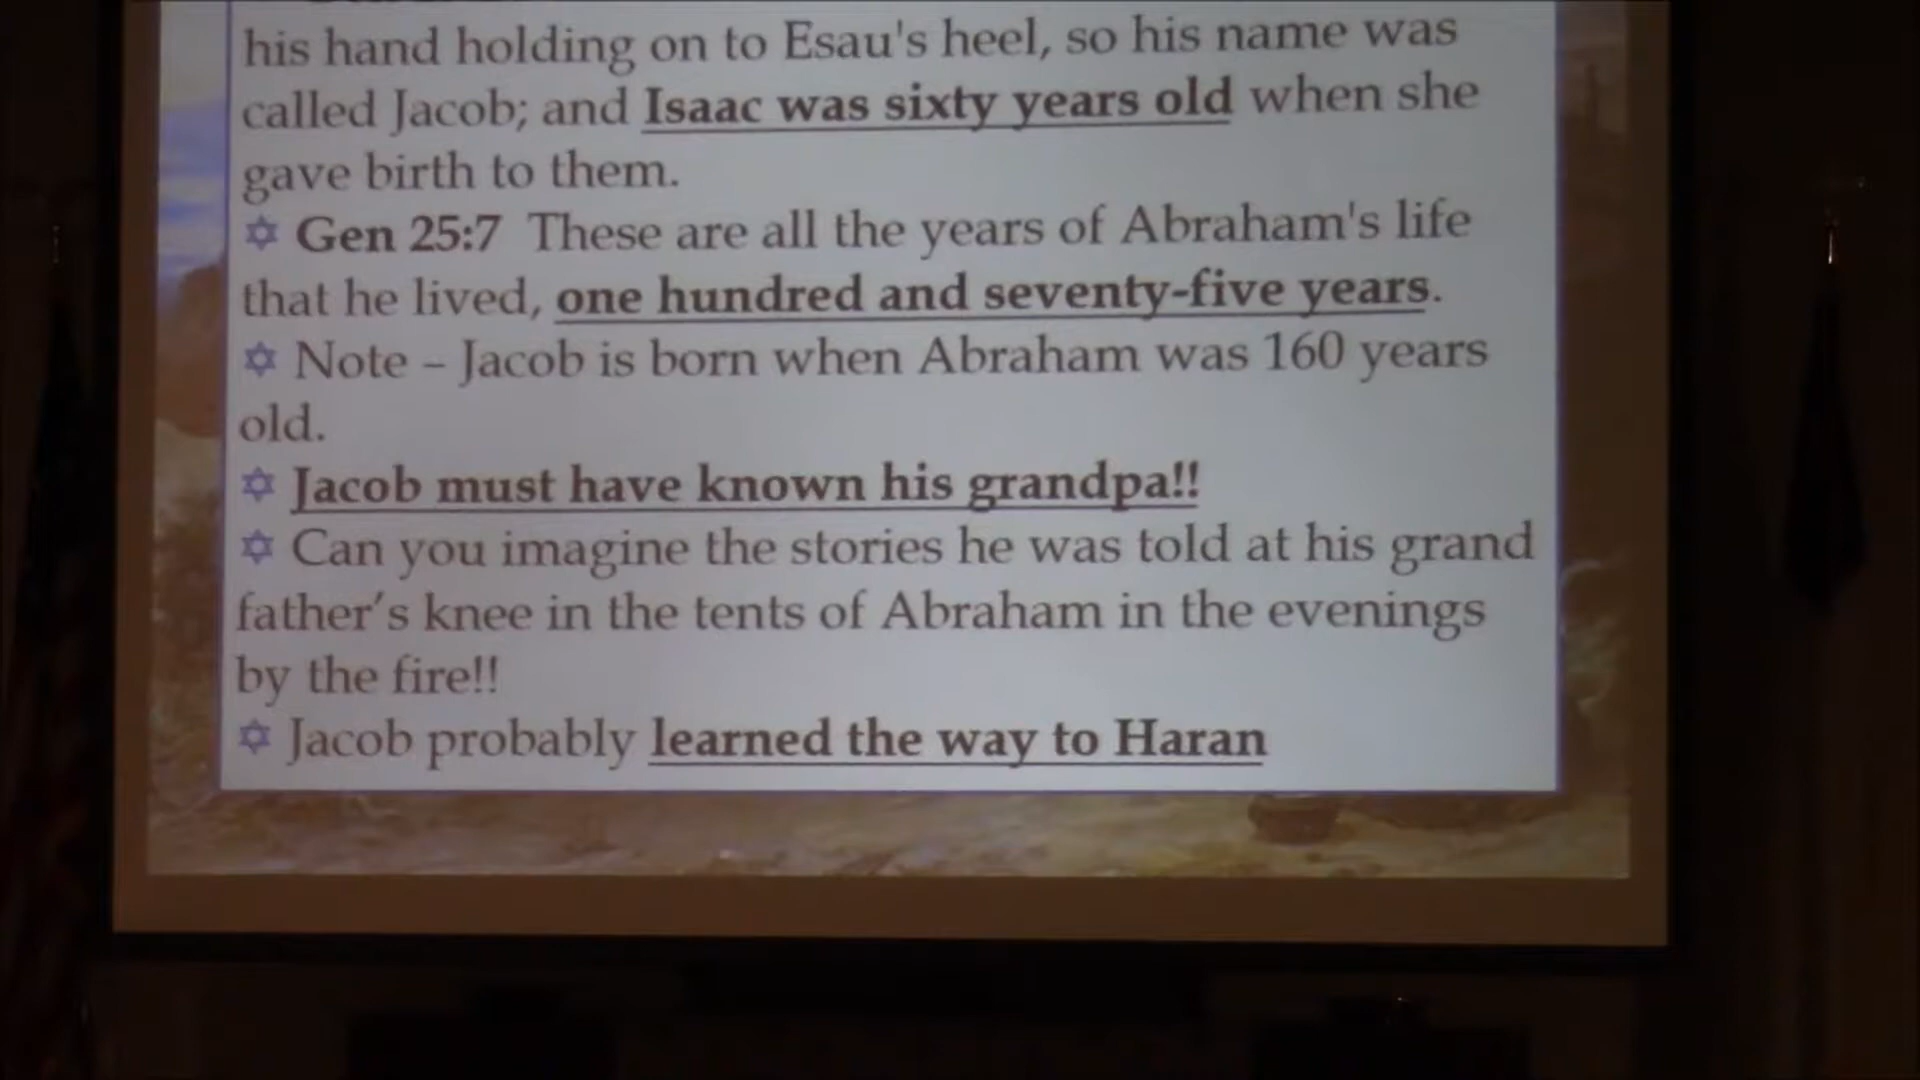 his hand holding on to Esau's heel, so his name was
called Jacob; and Isaac was sixty years old when she
gave birth to them.
✡ Gen 25:7 These are all the years of Abraham's life
that he lived, one hundred and seventy-five years.
✡ Note – Jacob is born when Abraham was 160 years
old.
✡ Jacob must have known his grandpa!!
✡ Can you imagine the stories he was told at his grand
father’s knee in the tents of Abraham in the evenings
by the fire!!
✡ Jacob probably learned the way to Haran